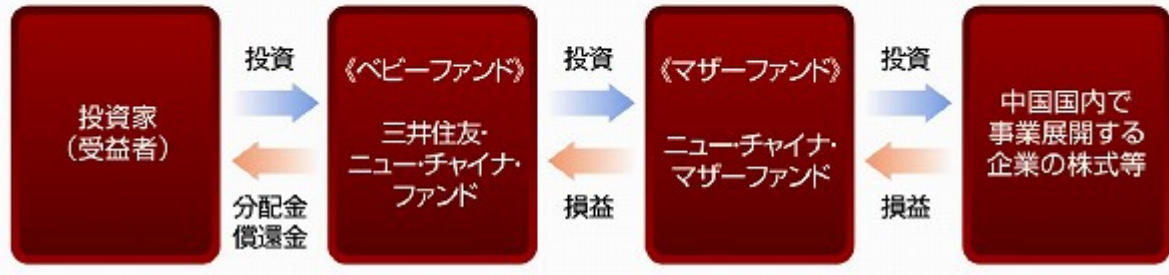 投資家
（受益者）
投資
分配金
償還金
《ベビーファンド》
三井住友・
ニュー・チャイナ・
ファンド
投資
損益
《マザーファンド》
ニュー・チャイナ・
マザーファンド
投資
損益
中国国内で
事業展開する
企業の株式等